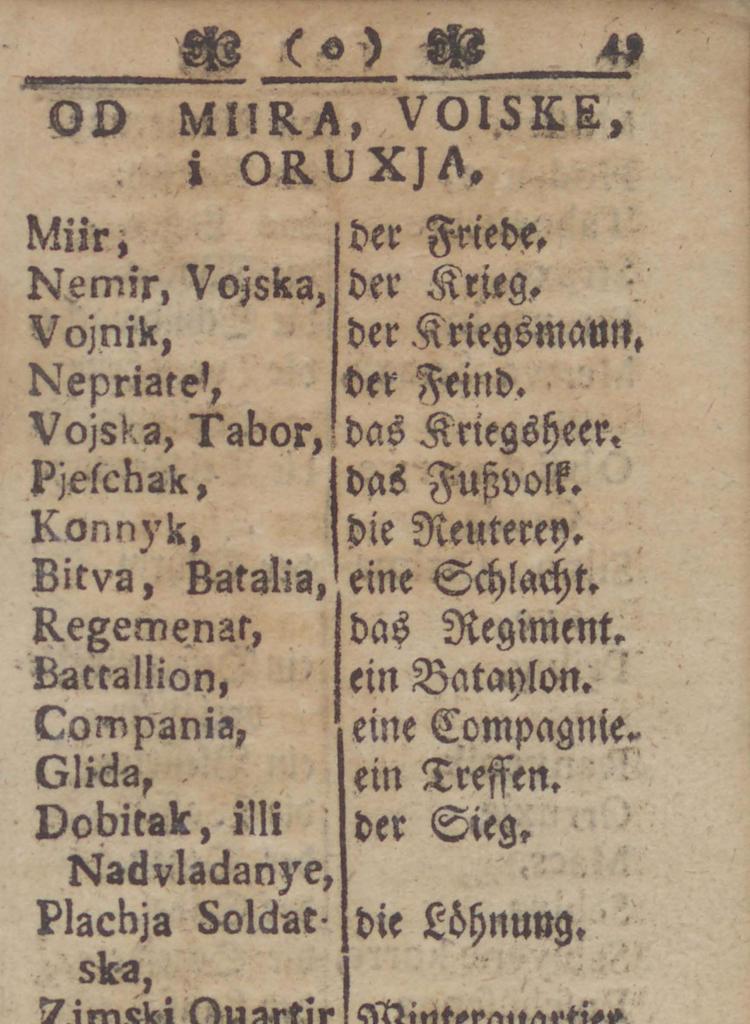 ( o ) 49
OD MIIRA, VOISKE,
i ORUXJA.
Miir, der Friede.
Nemir, Vojska, der Krieg.
Vojnik, der Kriegsmann.
Nepriatel, der Feind.
Vojska, Tabor, das Kriegsheer.
Pjeſchak, das Fußvolk.
Konnyk, die Reuterey.
Bitva, Batalia, eine Schlacht.
Regemenat, das Regiment.
Battallion, ein Bataylon.
Compania, eine Compagnie.
Glida, ein Treffen.
Dobitak, illi der Sieg.
Nadvladanye,
Plachja Soldat- die Löhnung.
ska,
Zimski Quartir Winterquartier